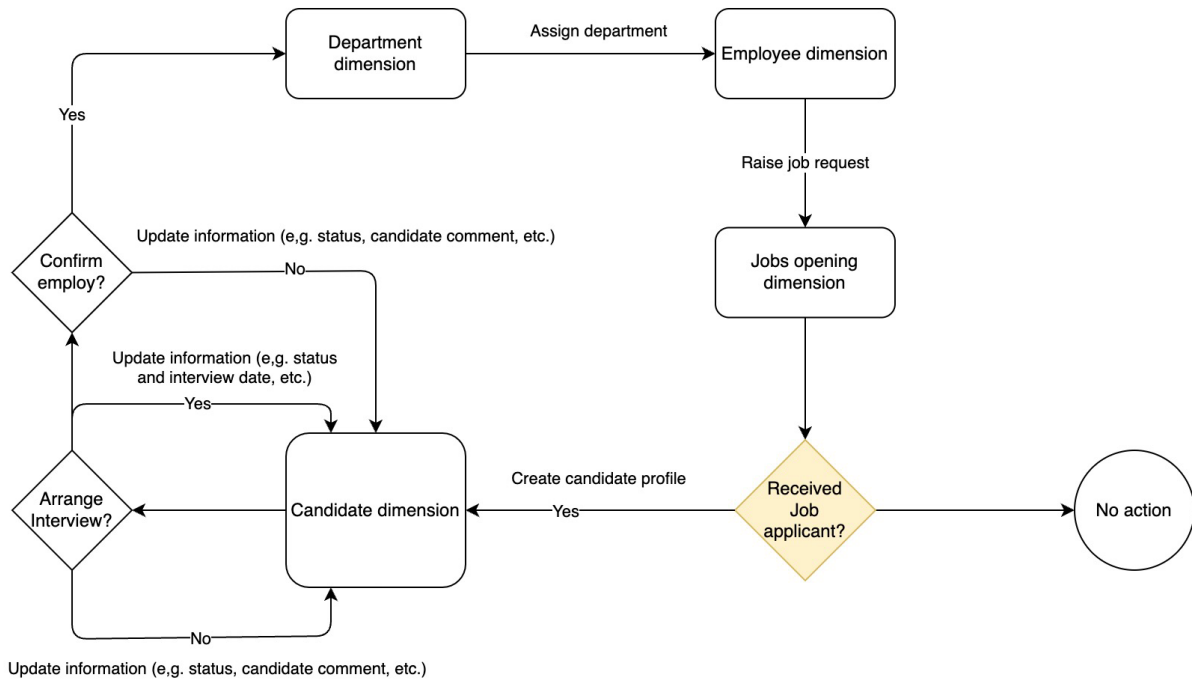 Department
dimension
Assign department
Employee dimension
Yes
Raise job request
Update information (e,g. status, candidate comment, etc.)
Confirm
employ?
No
Jobs opening
dimension
Update information (e,g. status
and interview date, etc.)
Yes
Create candidate profile
Arrange
Interview?
Candidate dimension
Yes
Received
Job
applicant?
No action
No
Update information (e,g. status, candidate comment, etc.)